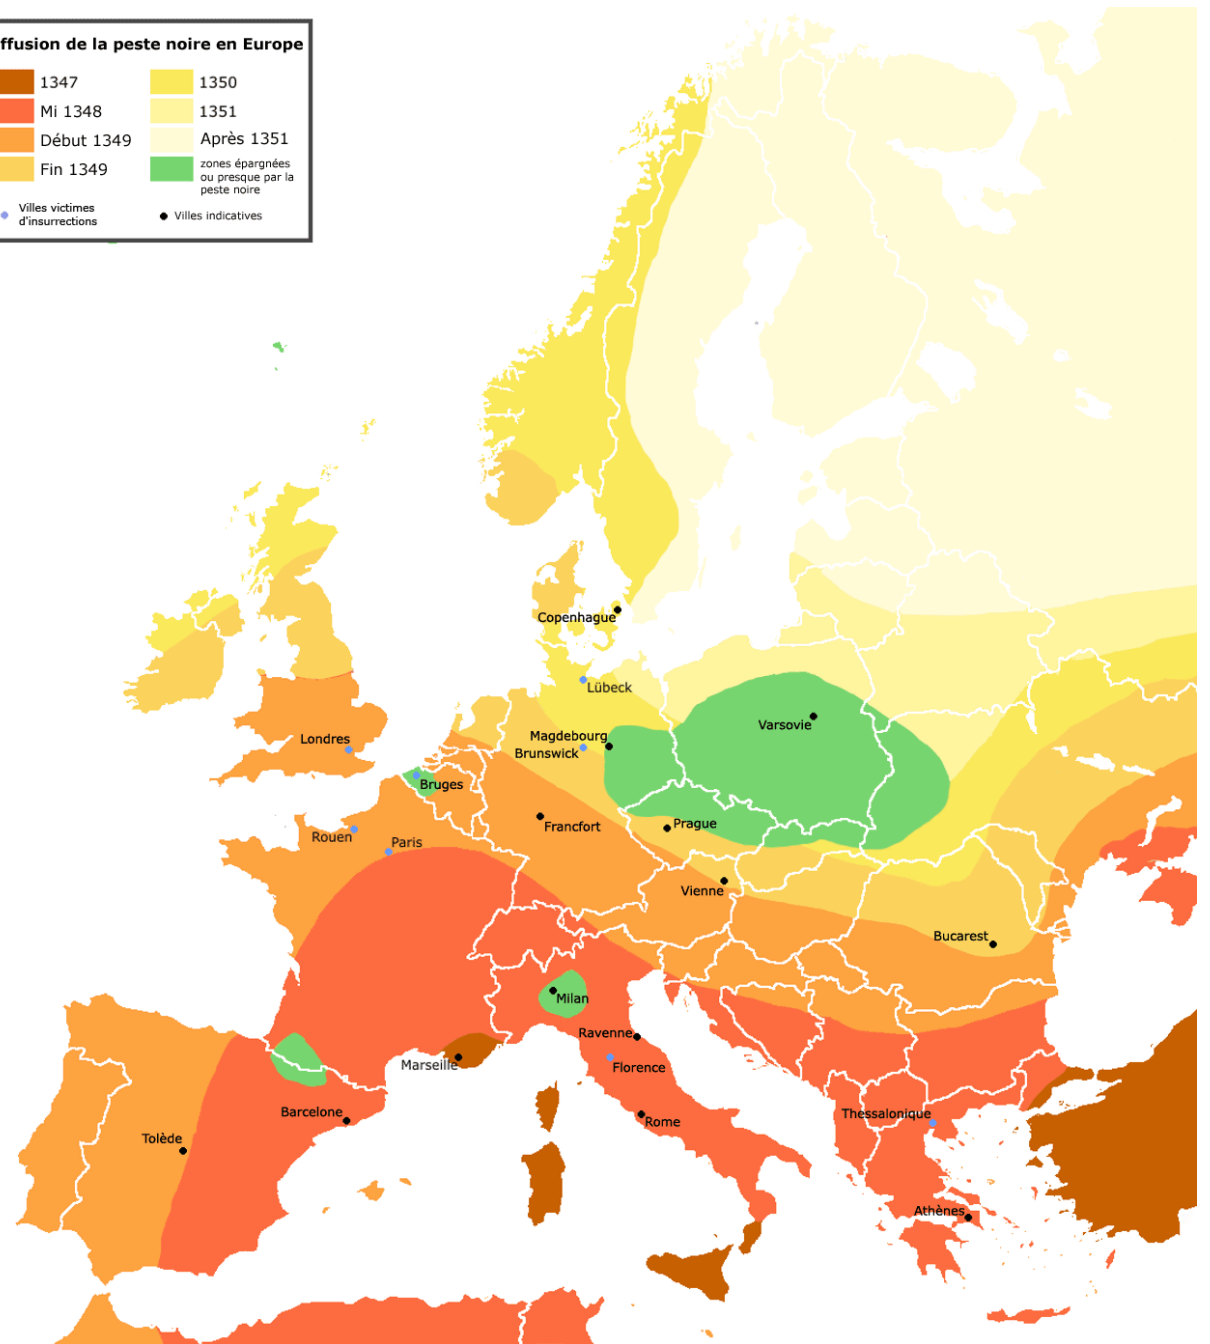 ffusion de la peste noire en Europe
1347
Mi 1348
Début 1349
Fin 1349
1350
1351
Après 1351
zones épargnées
ou presque par la
peste noire
Villes victimes
d'insurrections
Villes indicatives
Copenhague
Lübeck
Varsovie
Magdebourg
Brunswick
Londres
Bruges
Francfort
Prague
Rouen
Paris
Vienne
Bucarest
Milan
Ravenne
Marseille
Florence
Barcelone
Rome
Thessalonique
Tolède
Athènes